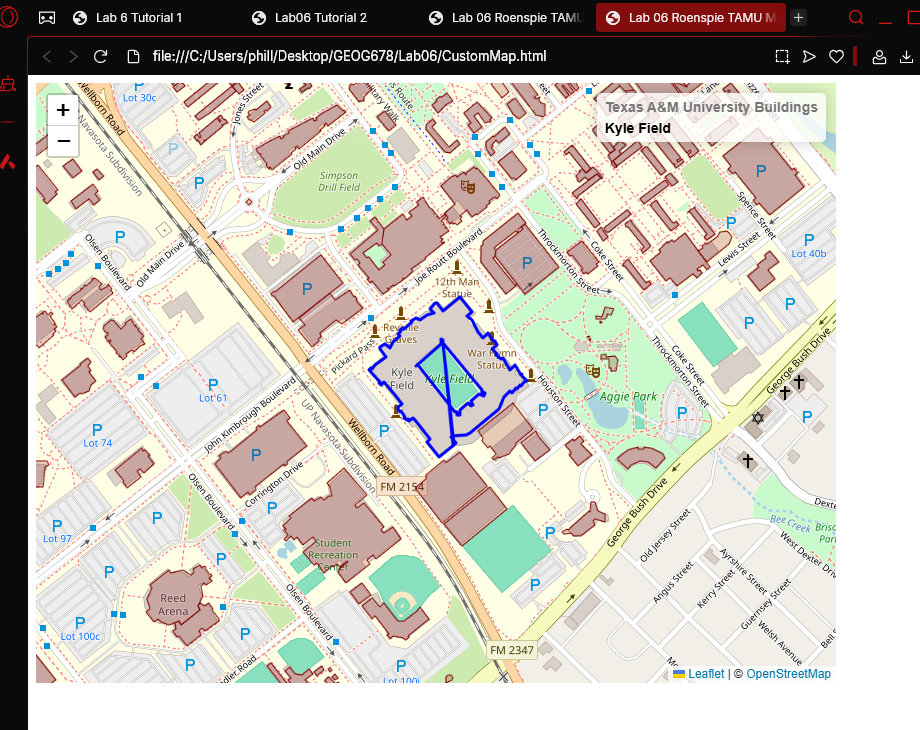 Lab 6 Tutorial 1
Lab06 Tutorial 2
Lab 06 Roenspie TAMU
Lab 06 Roenspie TAMU M
file:///C:/Users/phill/Desktop/GEOG678/Lab06/CustomMap.html
+
−
Texas A&M University Buildings
Kyle Field
Lot 30c
Wellborn Road
Navasota Subdivision
Jones Street
Military Walk
Route
Old Main Drive
Simpson
Drill Field
P
P
P
Spence Street
P
P
Lot 40b
Lewis Street
Coke Street
Throckmorton Street
Joe Routt Boulevard
Olsen Boulevard
P
Old Main Drive
P
P
12th Man
Statue
Reveille
Graves
Pickard Pass
War Hymn
Statue
Kyle
Field
Kyle Field
P
P
Coke Street
Throckmorton Street
George Bush Drive
P
Lot 61
Houston Street
Aggie Park
P
P
P
P
P
Lot 74
John Kimbrough Boulevard
UP Navasota Subdivision
Wellborn Road
P
Corrington Drive
FM 2154
Olsen Boulevard
George Bush Drive
P
Lot 97
P
P
P
P
Student
Recreation
Center
Old Jersey Street
Bee Creek
West Dexter Driv
Dexte
P
P
P
Angus Street
Ayrshire Street
Kerry Street
Guernsey Street
Welsh Avenue
Bell S
Reed
Arena
Olsen Boulevard
P
Lot 100c
P
P
P
Lot 100j
dler Road
FM 2347
Leaflet | © OpenStreetMap